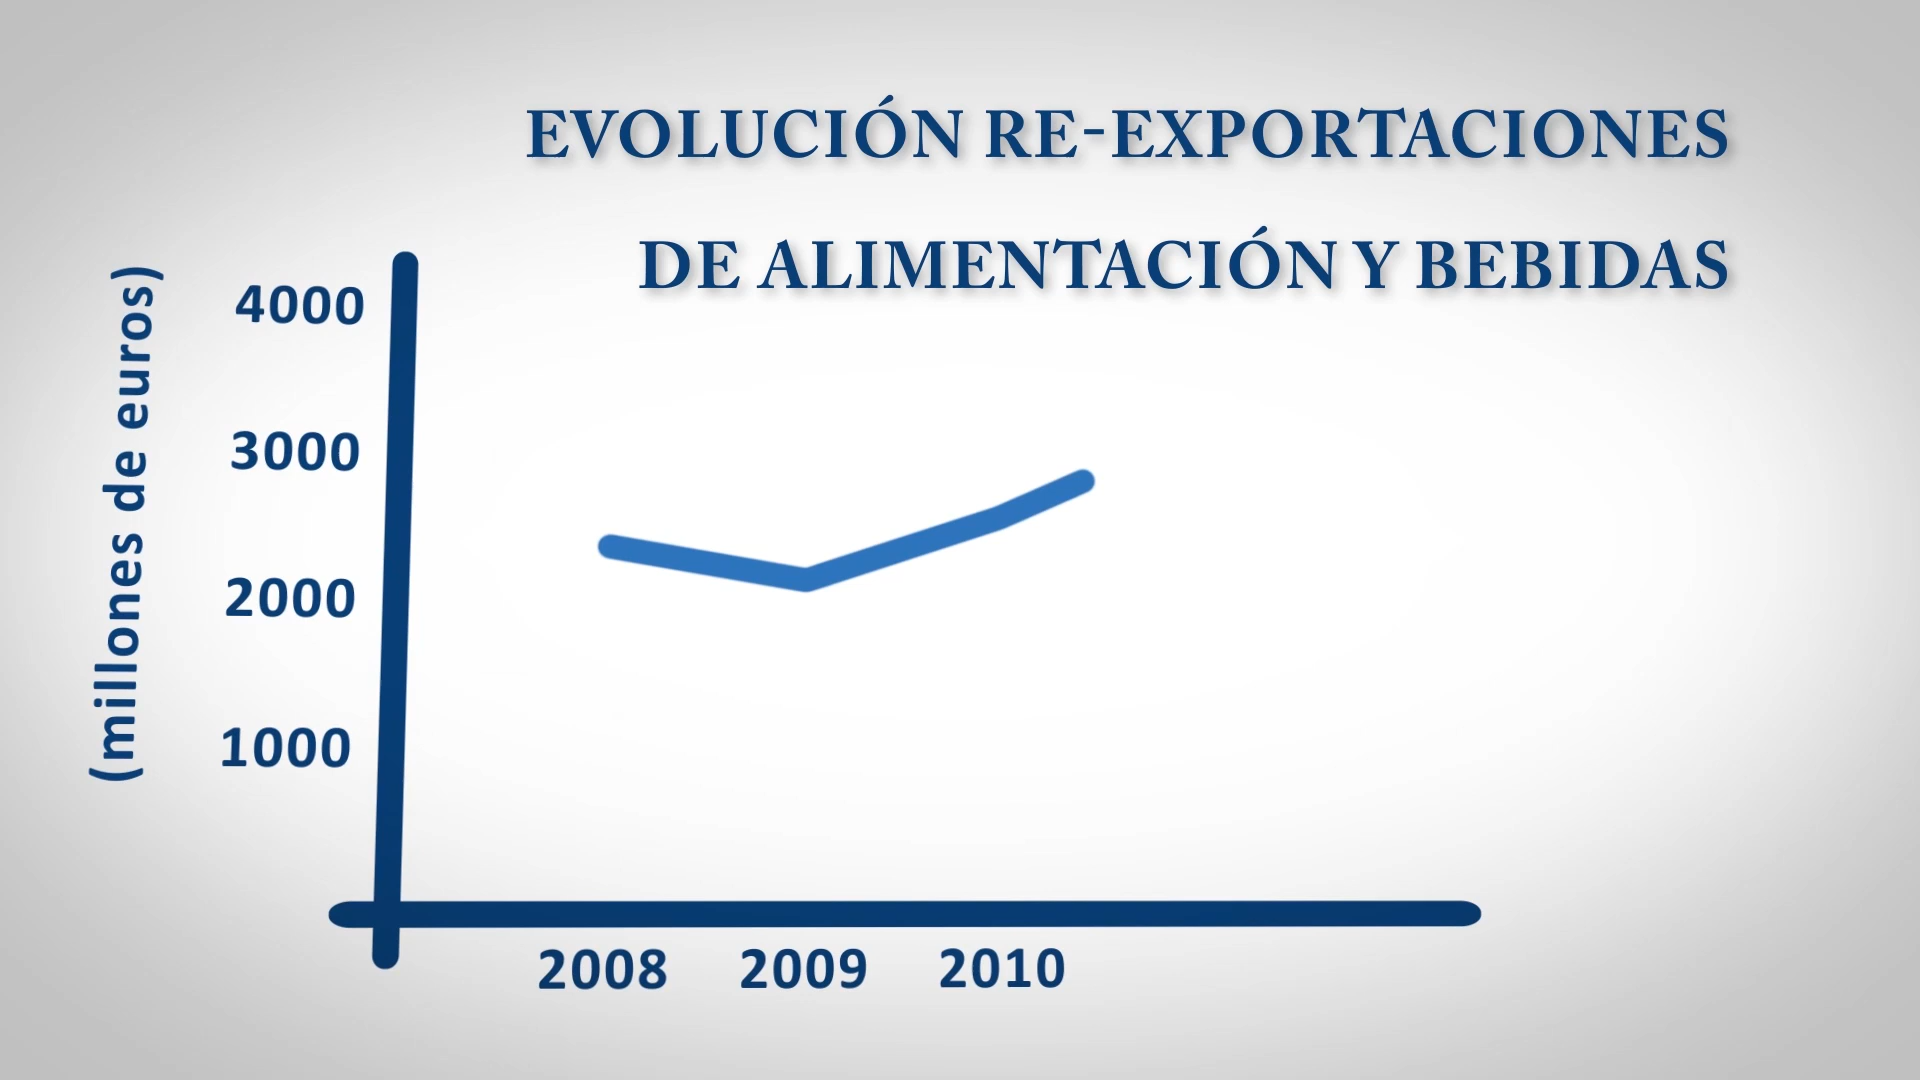 EVOLUCIÓN RE-EXPORTACIONES
DE ALIMENTACIÓN Y BEBIDAS
(millones de euros)
4000
3000
2000
1000
2008 2009 2010